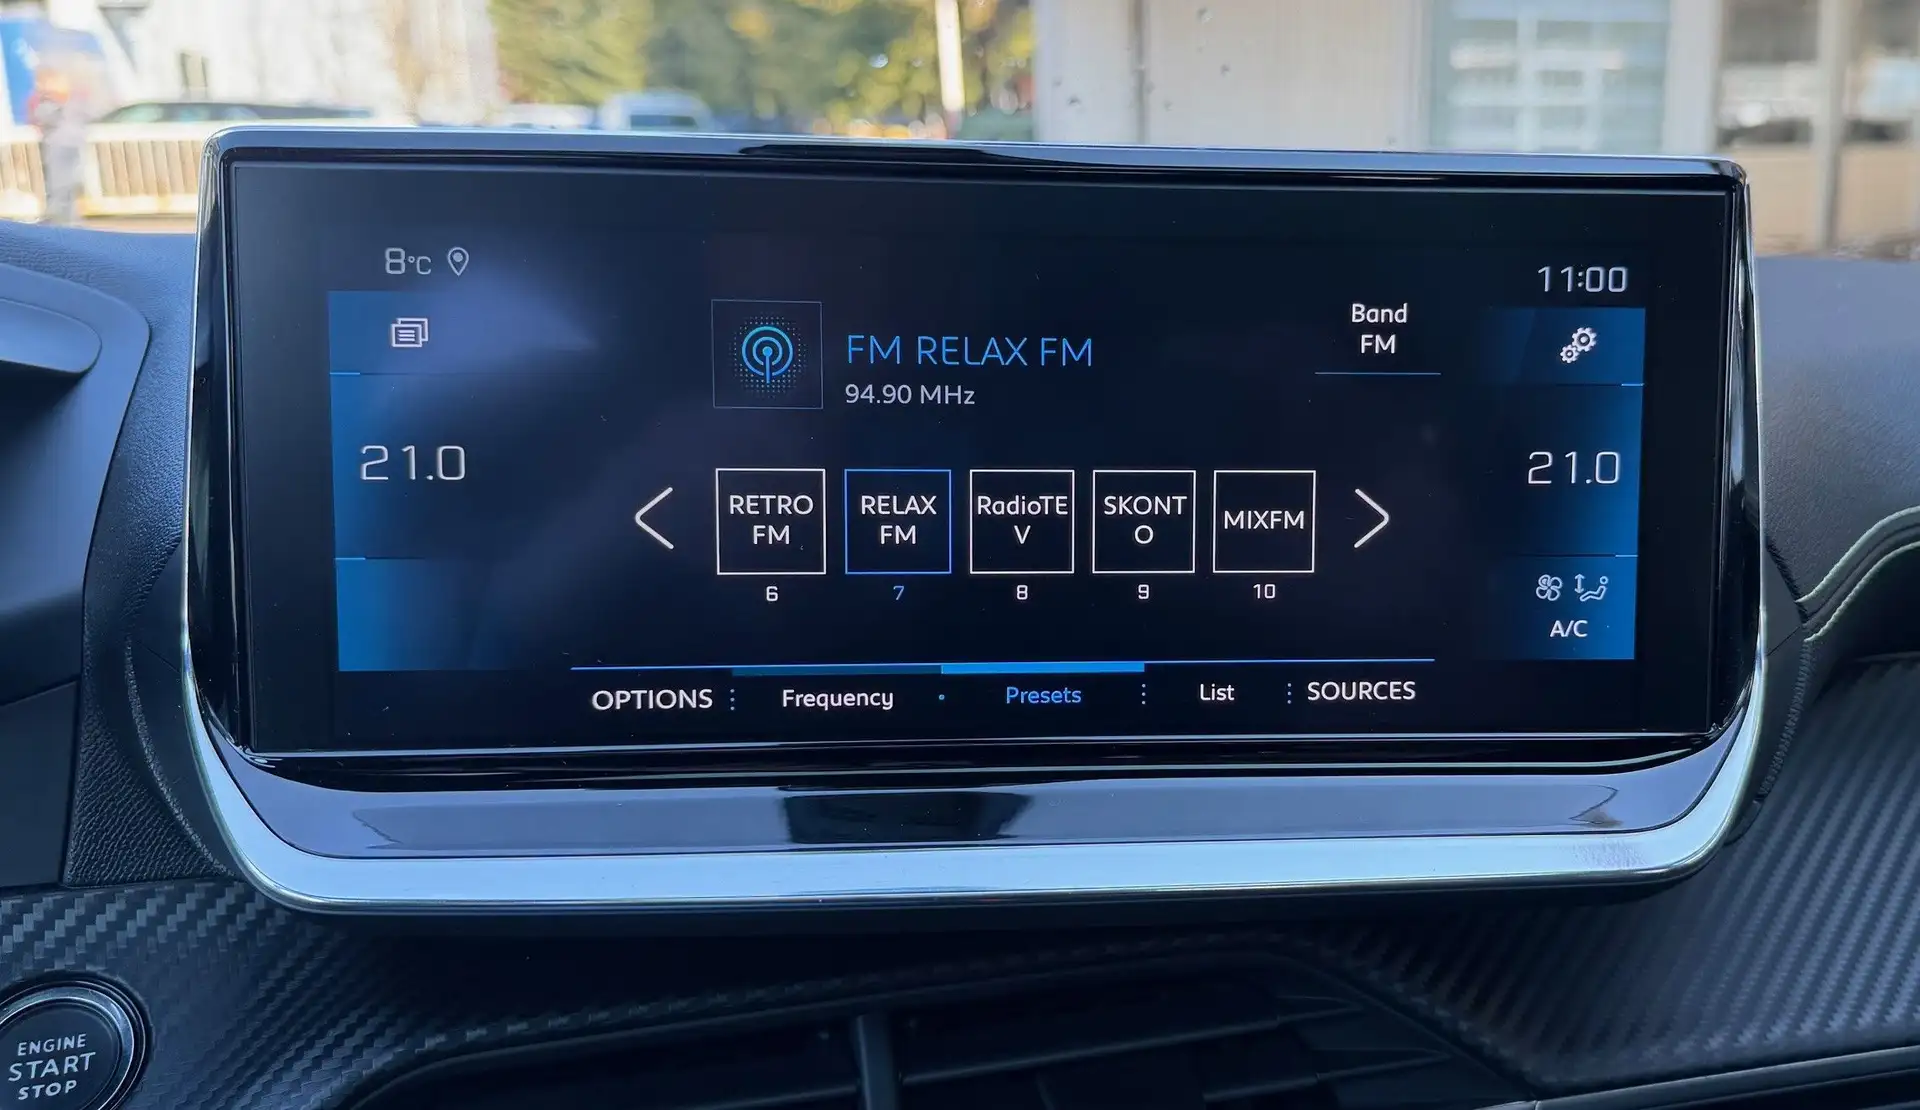 8°C
11:00
Band
FM
FM RELAX FM
94.90 MHz
21.0
21.0
RETRO
FM
RELAX
FM
RadioTE
V
SKONT
O
MIXFM
6
7
8
9
10
A/C
OPTIONS
Frequency
Presets
List
SOURCES
ENGINE
START
STOP